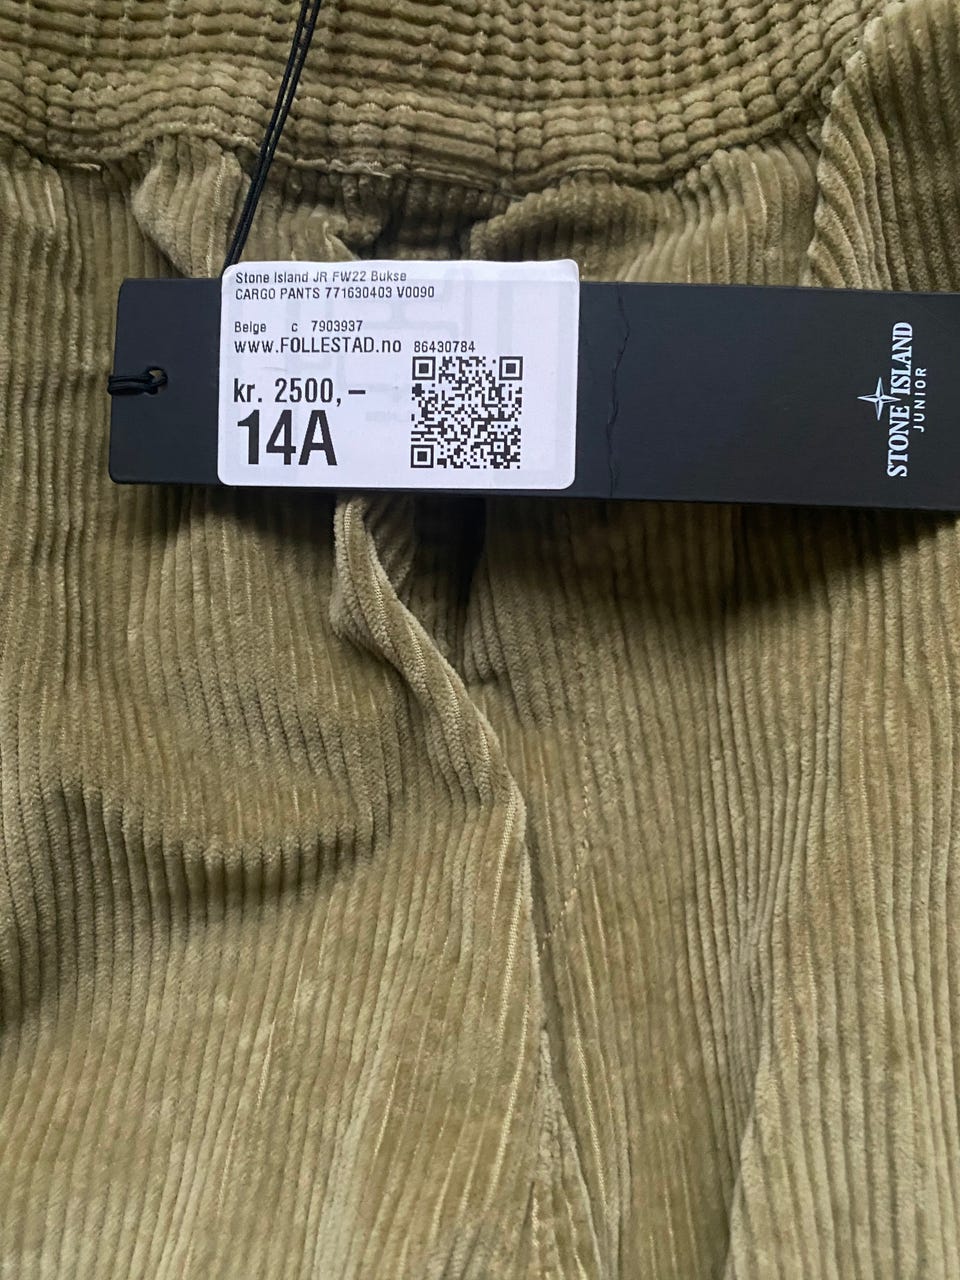 Stone Island JR FW22 Bukse
CARGO PANTS 771630403 V0090
Beige c 7903937
www.FOLLESTAD.no 86430784
kr. 2500,–
14A
STONE ISLAND
JUNIOR